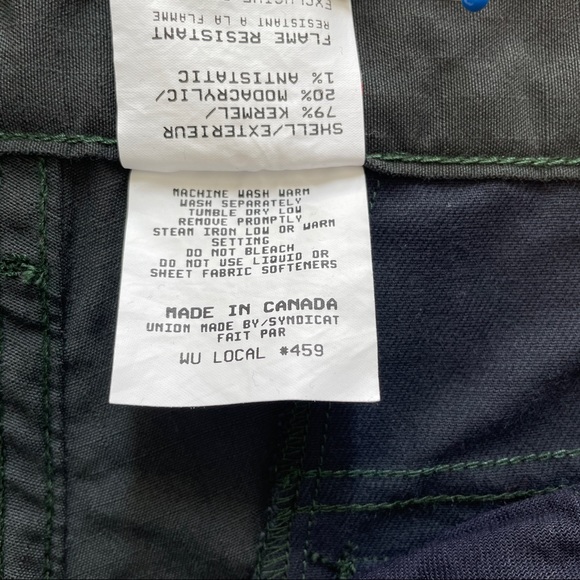 SHELL/EXTERIEUR
79% KERMEL/
20% MODACRYLIC/
1% ANTISTATIC
FLAME RESISTANT
RESISTANT A LA FLAMME
EXCLUSIVE
MACHINE WASH WARM
WASH SEPARATELY
TUMBLE DRY LOW
REMOVE PROMPTLY
STEAM IRON LOW OR WARM
SETTING
DO NOT BLEACH
DO NOT USE LIQUID OR
SHEET FABRIC SOFTENERS
MADE IN CANADA
UNION MADE BY/SYNDICAT
FAIT PAR
WU LOCAL #459